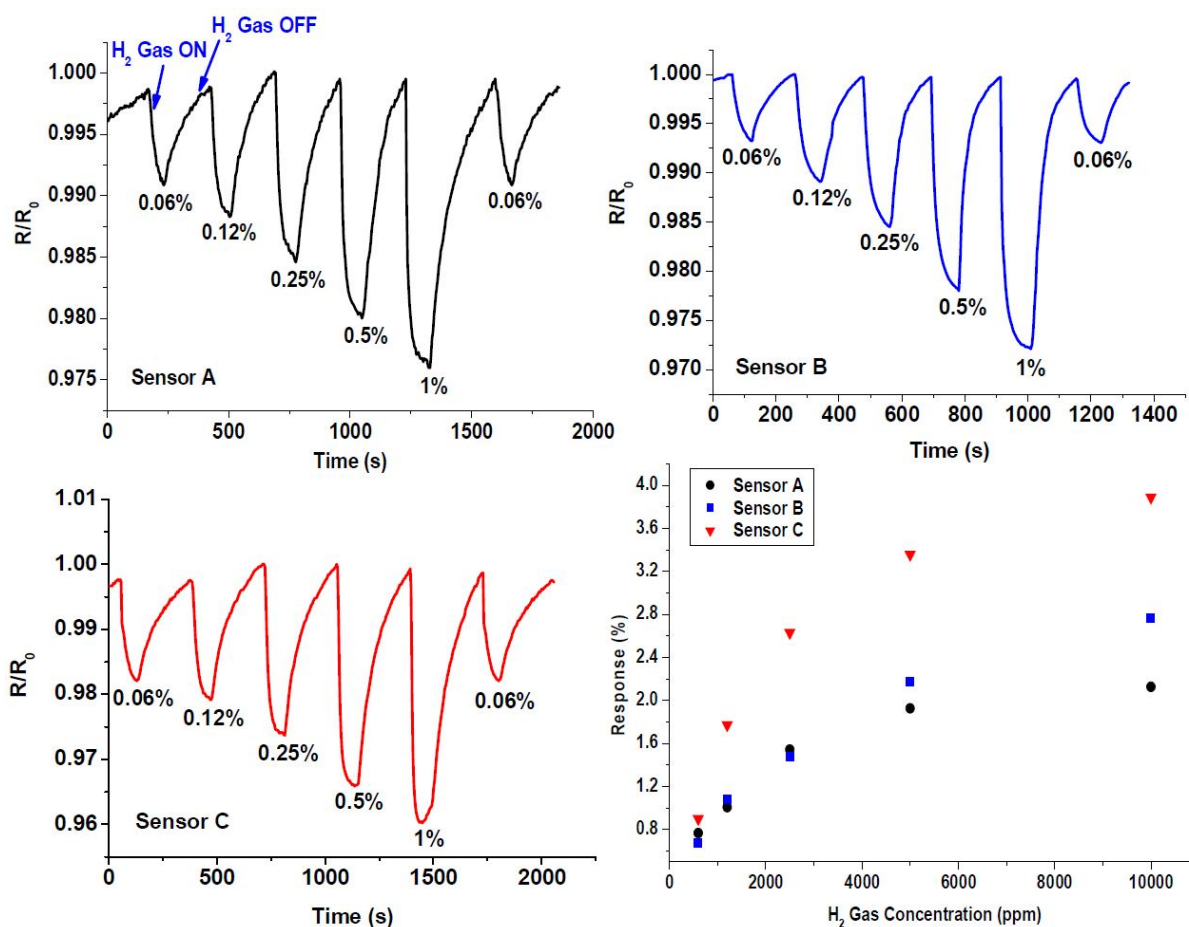 H2 Gas OFF
H2 Gas ON
1.000
0.995
0.990
0.985
0.980
0.975
R/R0
0.06%
0.12%
0.25%
0.5%
1%
0.06%
Sensor A
0 500 1000 1500 2000
Time (s)
1.000
0.995
0.990
0.985
0.980
0.975
0.970
R/R0
0.06%
0.12%
0.25%
0.5%
1%
0.06%
Sensor B
0 200 400 600 800 1000 1200 1400
Time (s)
1.01
1.00
0.99
0.98
0.97
0.96
R/R0
0.06%
0.12%
0.25%
0.5%
1%
0.06%
Sensor C
0 500 1000 1500 2000
Time (s)
Sensor A
Sensor B
Sensor C
4.0
3.6
3.2
2.8
2.4
2.0
1.6
1.2
0.8
Response (%)
0 2000 4000 6000 8000 10000
H2 Gas Concentration (ppm)